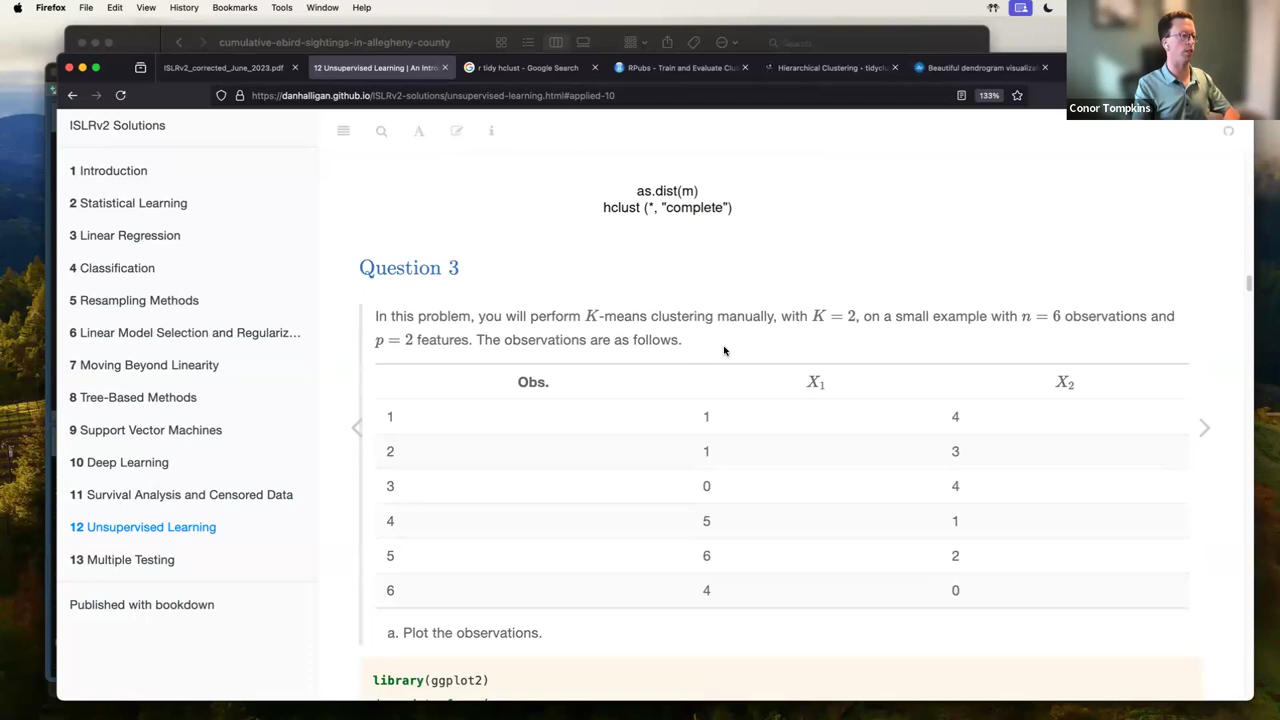 Firefox File Edit View History Bookmarks Tools Window Help
cumulative-ebird-sightings-in-allegheny-county
Search
ISLRv2_corrected_June_2023.pdf
12 Unsupervised Learning | An Intro
r tidy hclust - Google Search
RPubs - Train and Evaluate Clu
Hierarchical Clustering - tidyclu
Beautiful dendrogram visualiza
https://danhalligan.github.io/ISLRv2-solutions/unsupervised-learning.html#applied-10
133%
Conor Tompkins
ISLRv2 Solutions
1 Introduction
2 Statistical Learning
3 Linear Regression
4 Classification
5 Resampling Methods
6 Linear Model Selection and Regulariz...
7 Moving Beyond Linearity
8 Tree-Based Methods
9 Support Vector Machines
10 Deep Learning
11 Survival Analysis and Censored Data
12 Unsupervised Learning
13 Multiple Testing
Published with bookdown
as.dist(m)
hclust (*, "complete")
Question 3
In this problem, you will perform K-means clustering manually, with K = 2, on a small example with n = 6 observations and
p = 2 features. The observations are as follows.
Obs. X₁ X₂
1 1 4
2 1 3
3 0 4
4 5 1
5 6 2
6 4 0
a. Plot the observations.
library(ggplot2)